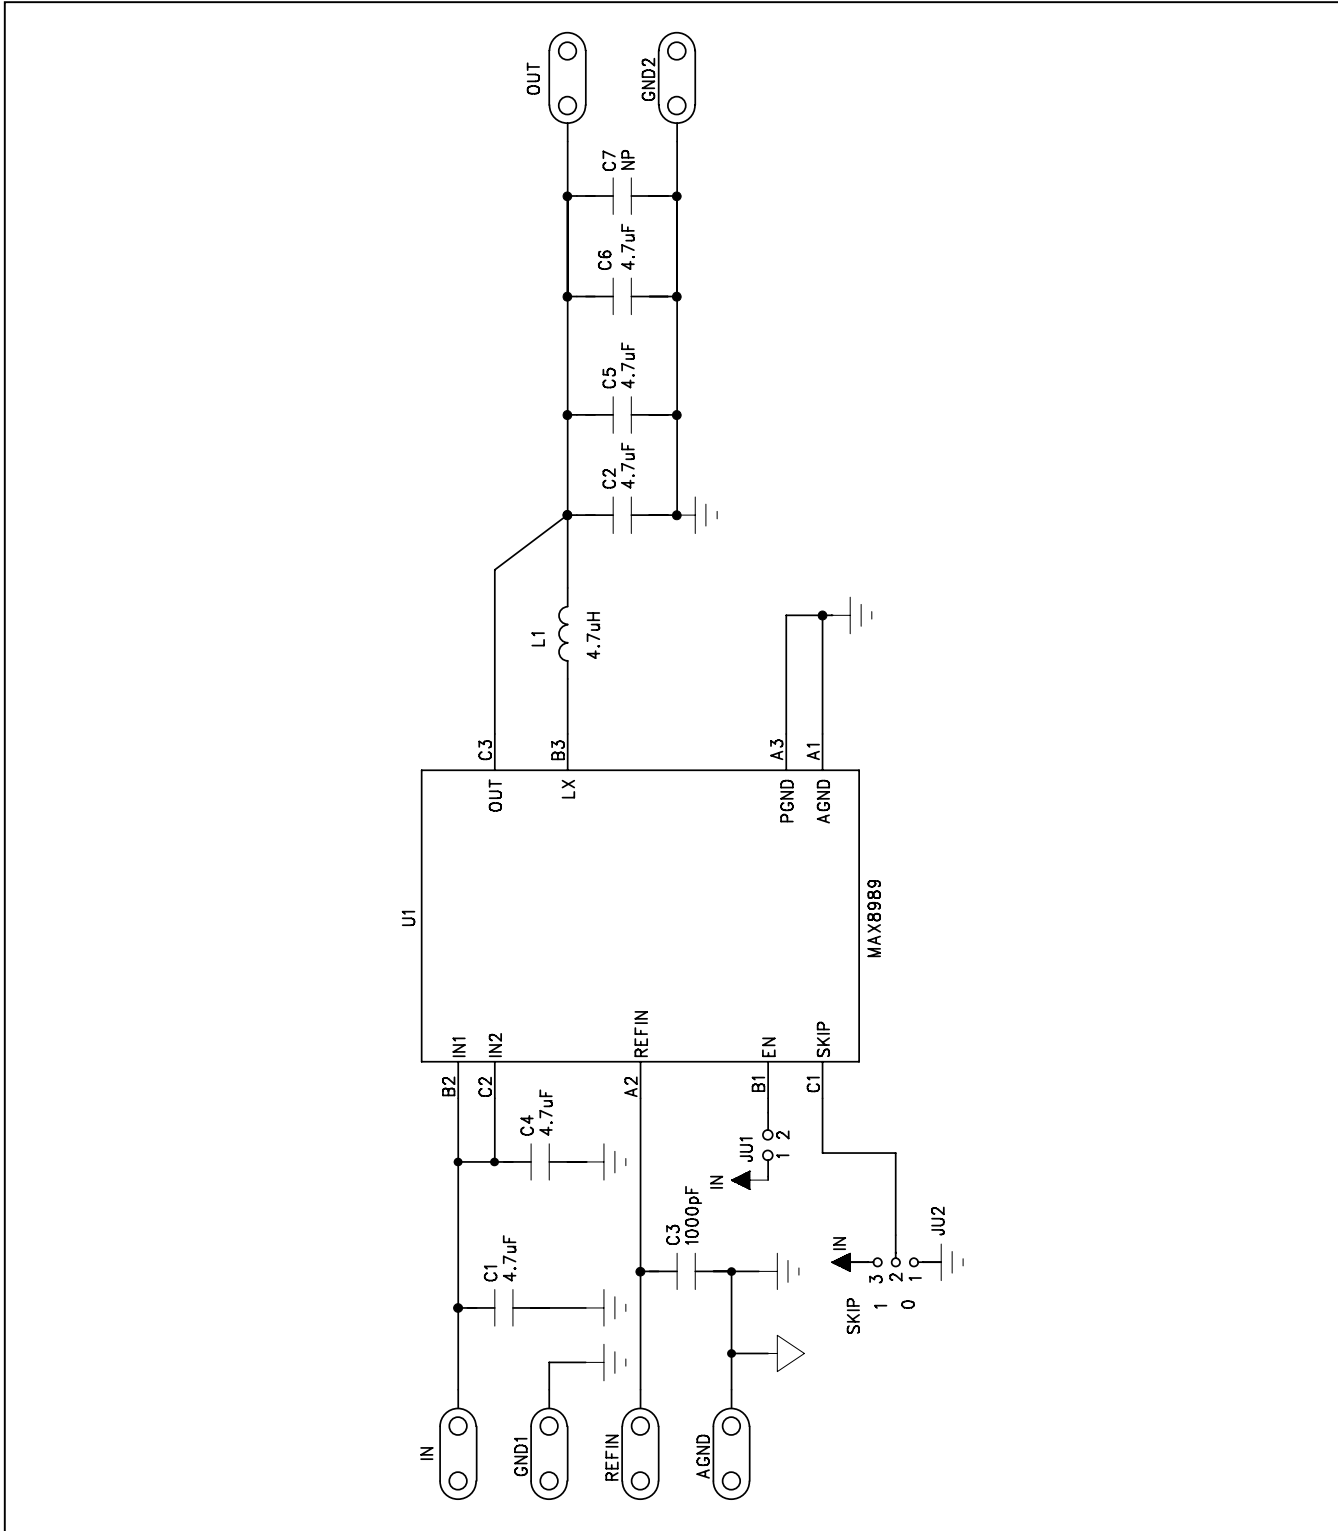 OUT
GND2
C7
NP
C6
4.7uF
C5
4.7uF
C2
4.7uF
L1
4.7uH
C3
B3
A3
A1
OUT
LX
PGND
AGND
U1
MAX8989
IN1
IN2
REFIN
EN
SKIP
B2
C2
A2
B1
C1
C4
4.7uF
JU1
1 2
IN
C1
4.7uF
C3
1000pF
IN
3
2
1
JU2
SKIP
1
0
IN
GND1
REFIN
AGND